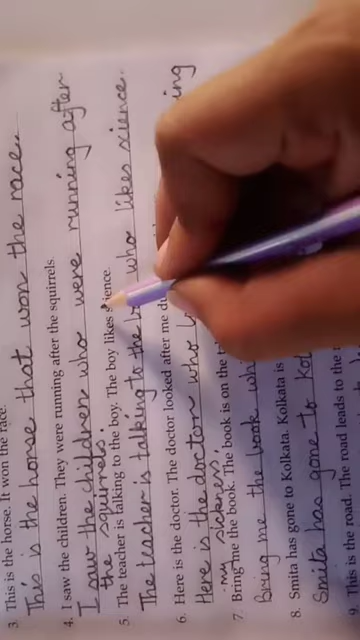 3. This is the horse. It won the race.
This is the horse that won the race.
4. I saw the children. They were running after the squirrels.
I saw the children who were running after
the squirrels.
5. The teacher is talking to the boy. The boy likes science.
The teacher is talking to the who likes xience.
6. Here is the doctor. The doctor looked after me
Here is the doctor who ing
my sickness.
7. Bring me the book. The book is on the
Bring me the book
8. Smita has gone to Kolkata. Kolkata is
Smita has gone to
9. This is the road. The road leads to the